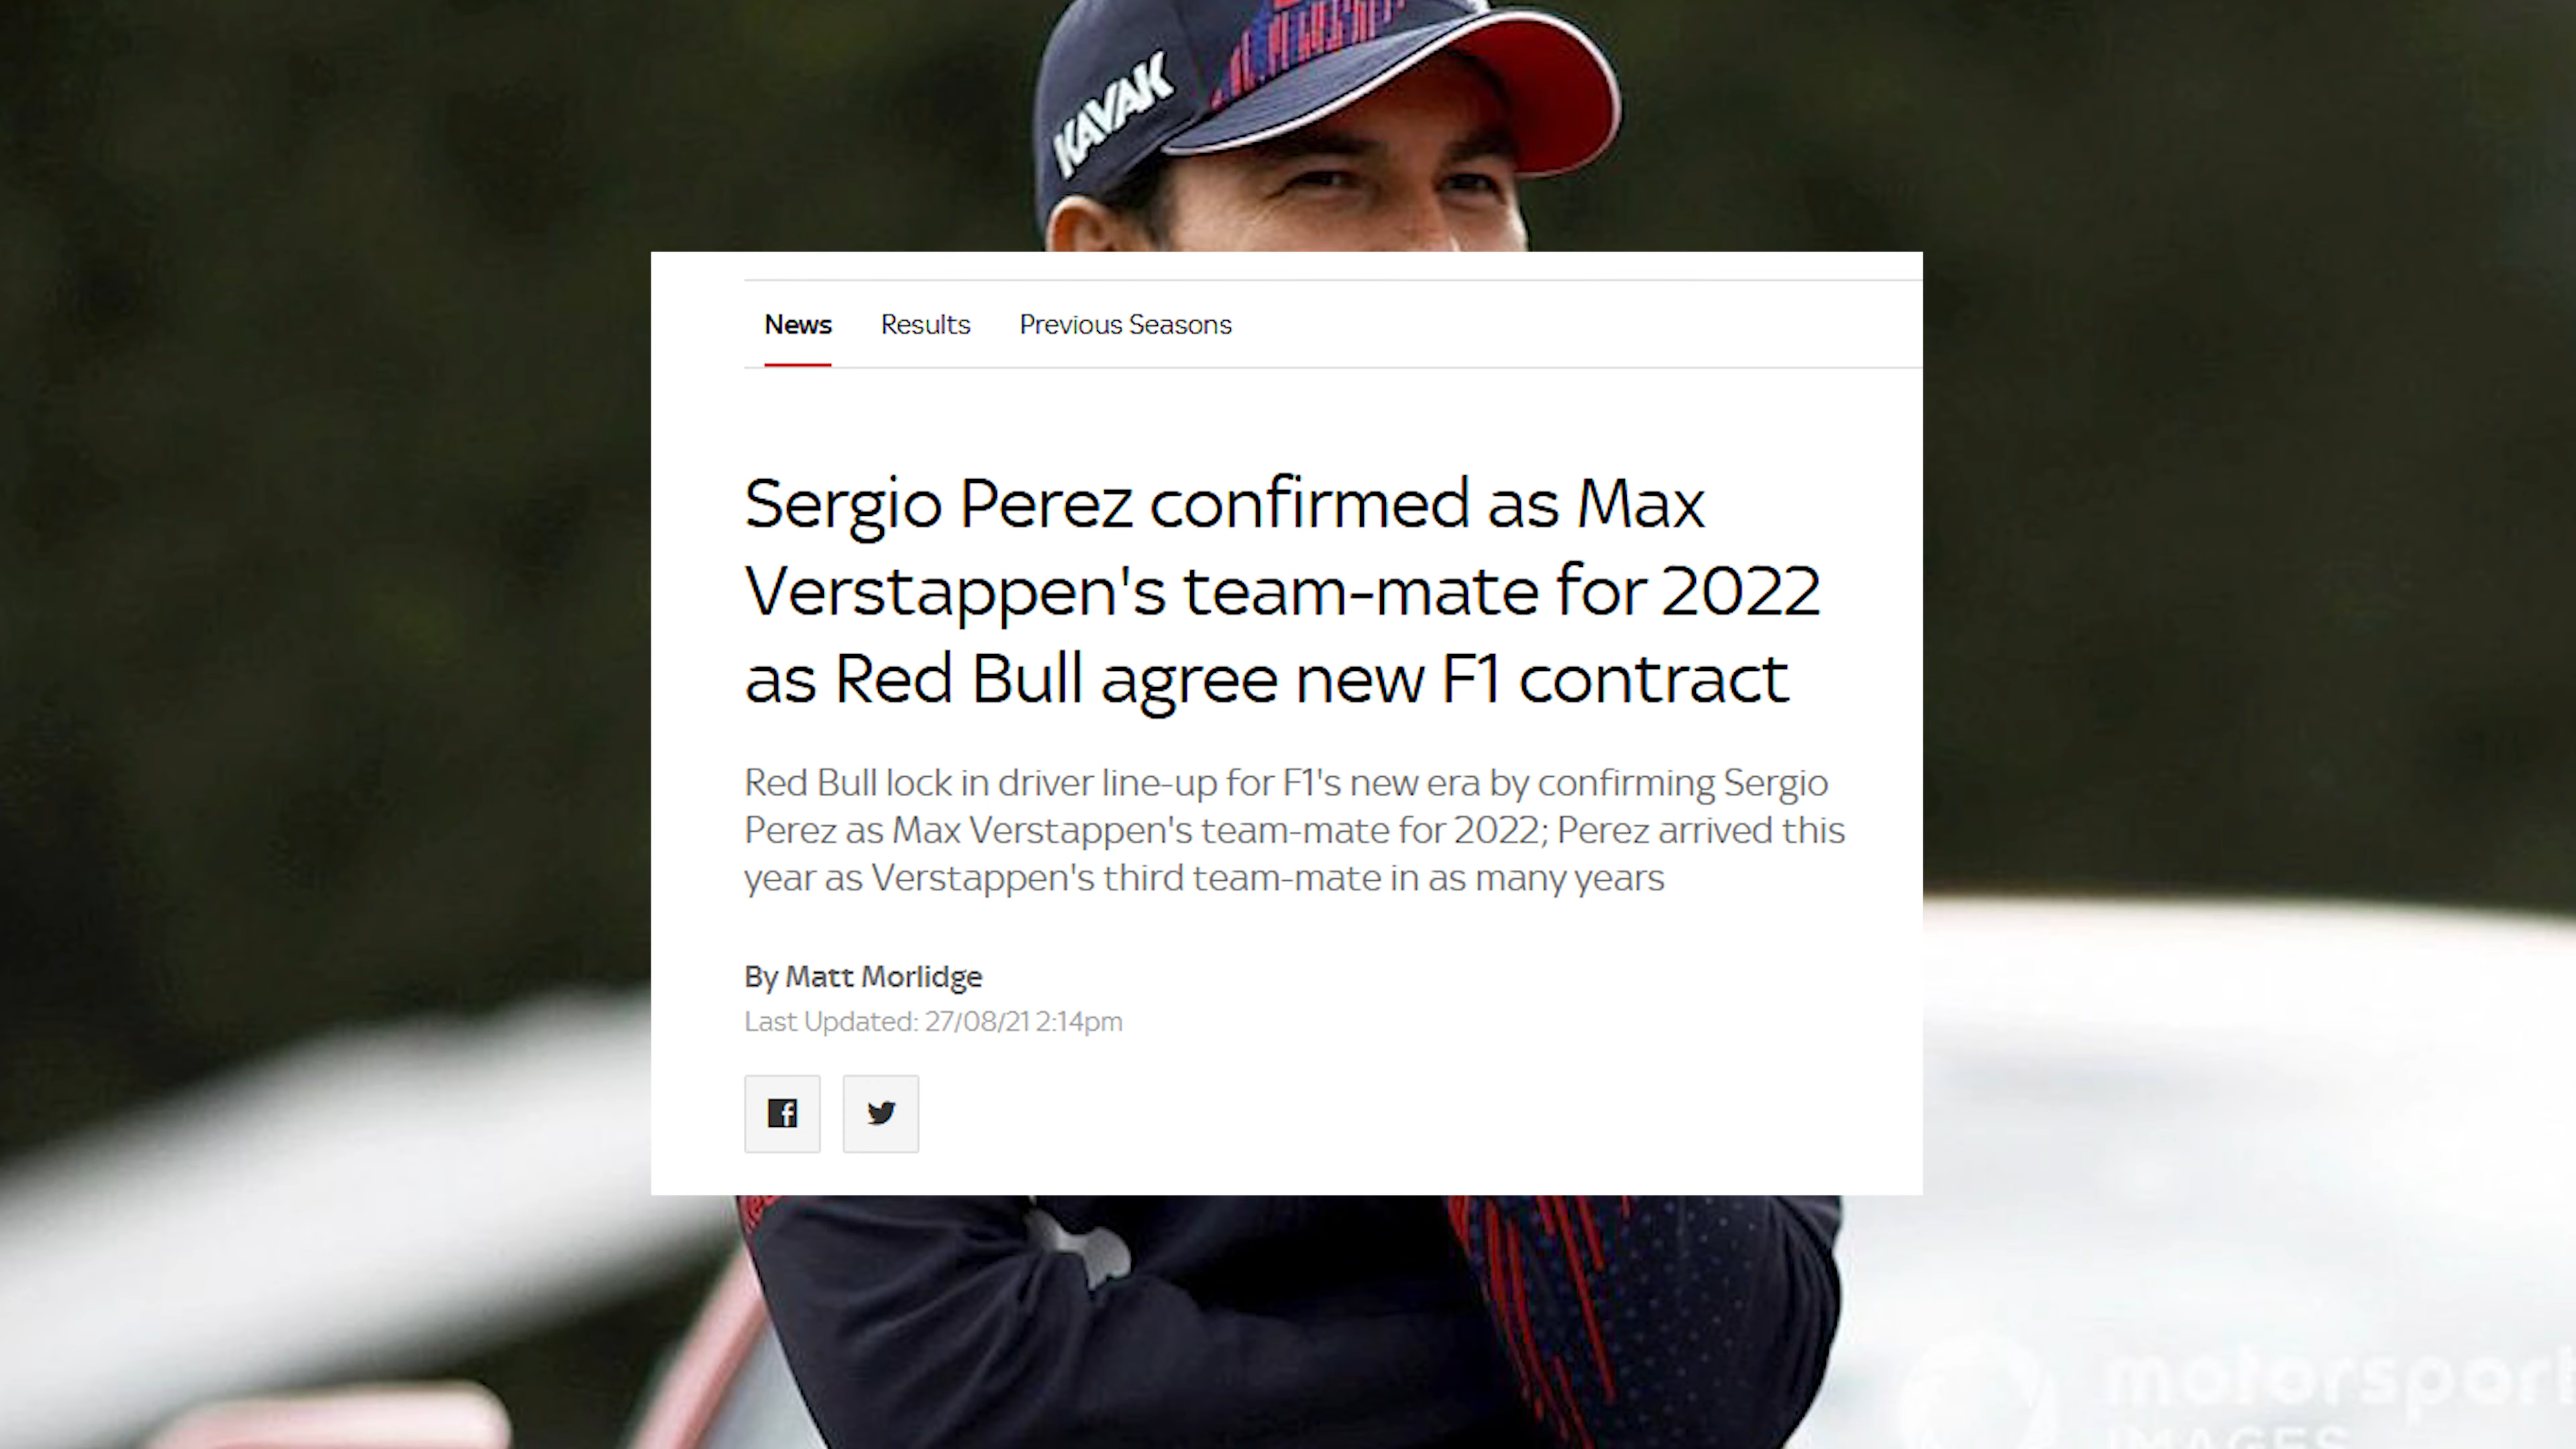 KAVAK
News Results Previous Seasons
Sergio Perez confirmed as Max
Verstappen's team-mate for 2022
as Red Bull agree new F1 contract
Red Bull lock in driver line-up for F1's new era by confirming Sergio
Perez as Max Verstappen's team-mate for 2022; Perez arrived this
year as Verstappen's third team-mate in as many years
By Matt Morlidge
Last Updated: 27/08/21 2:14pm
motorsport
IMAGES